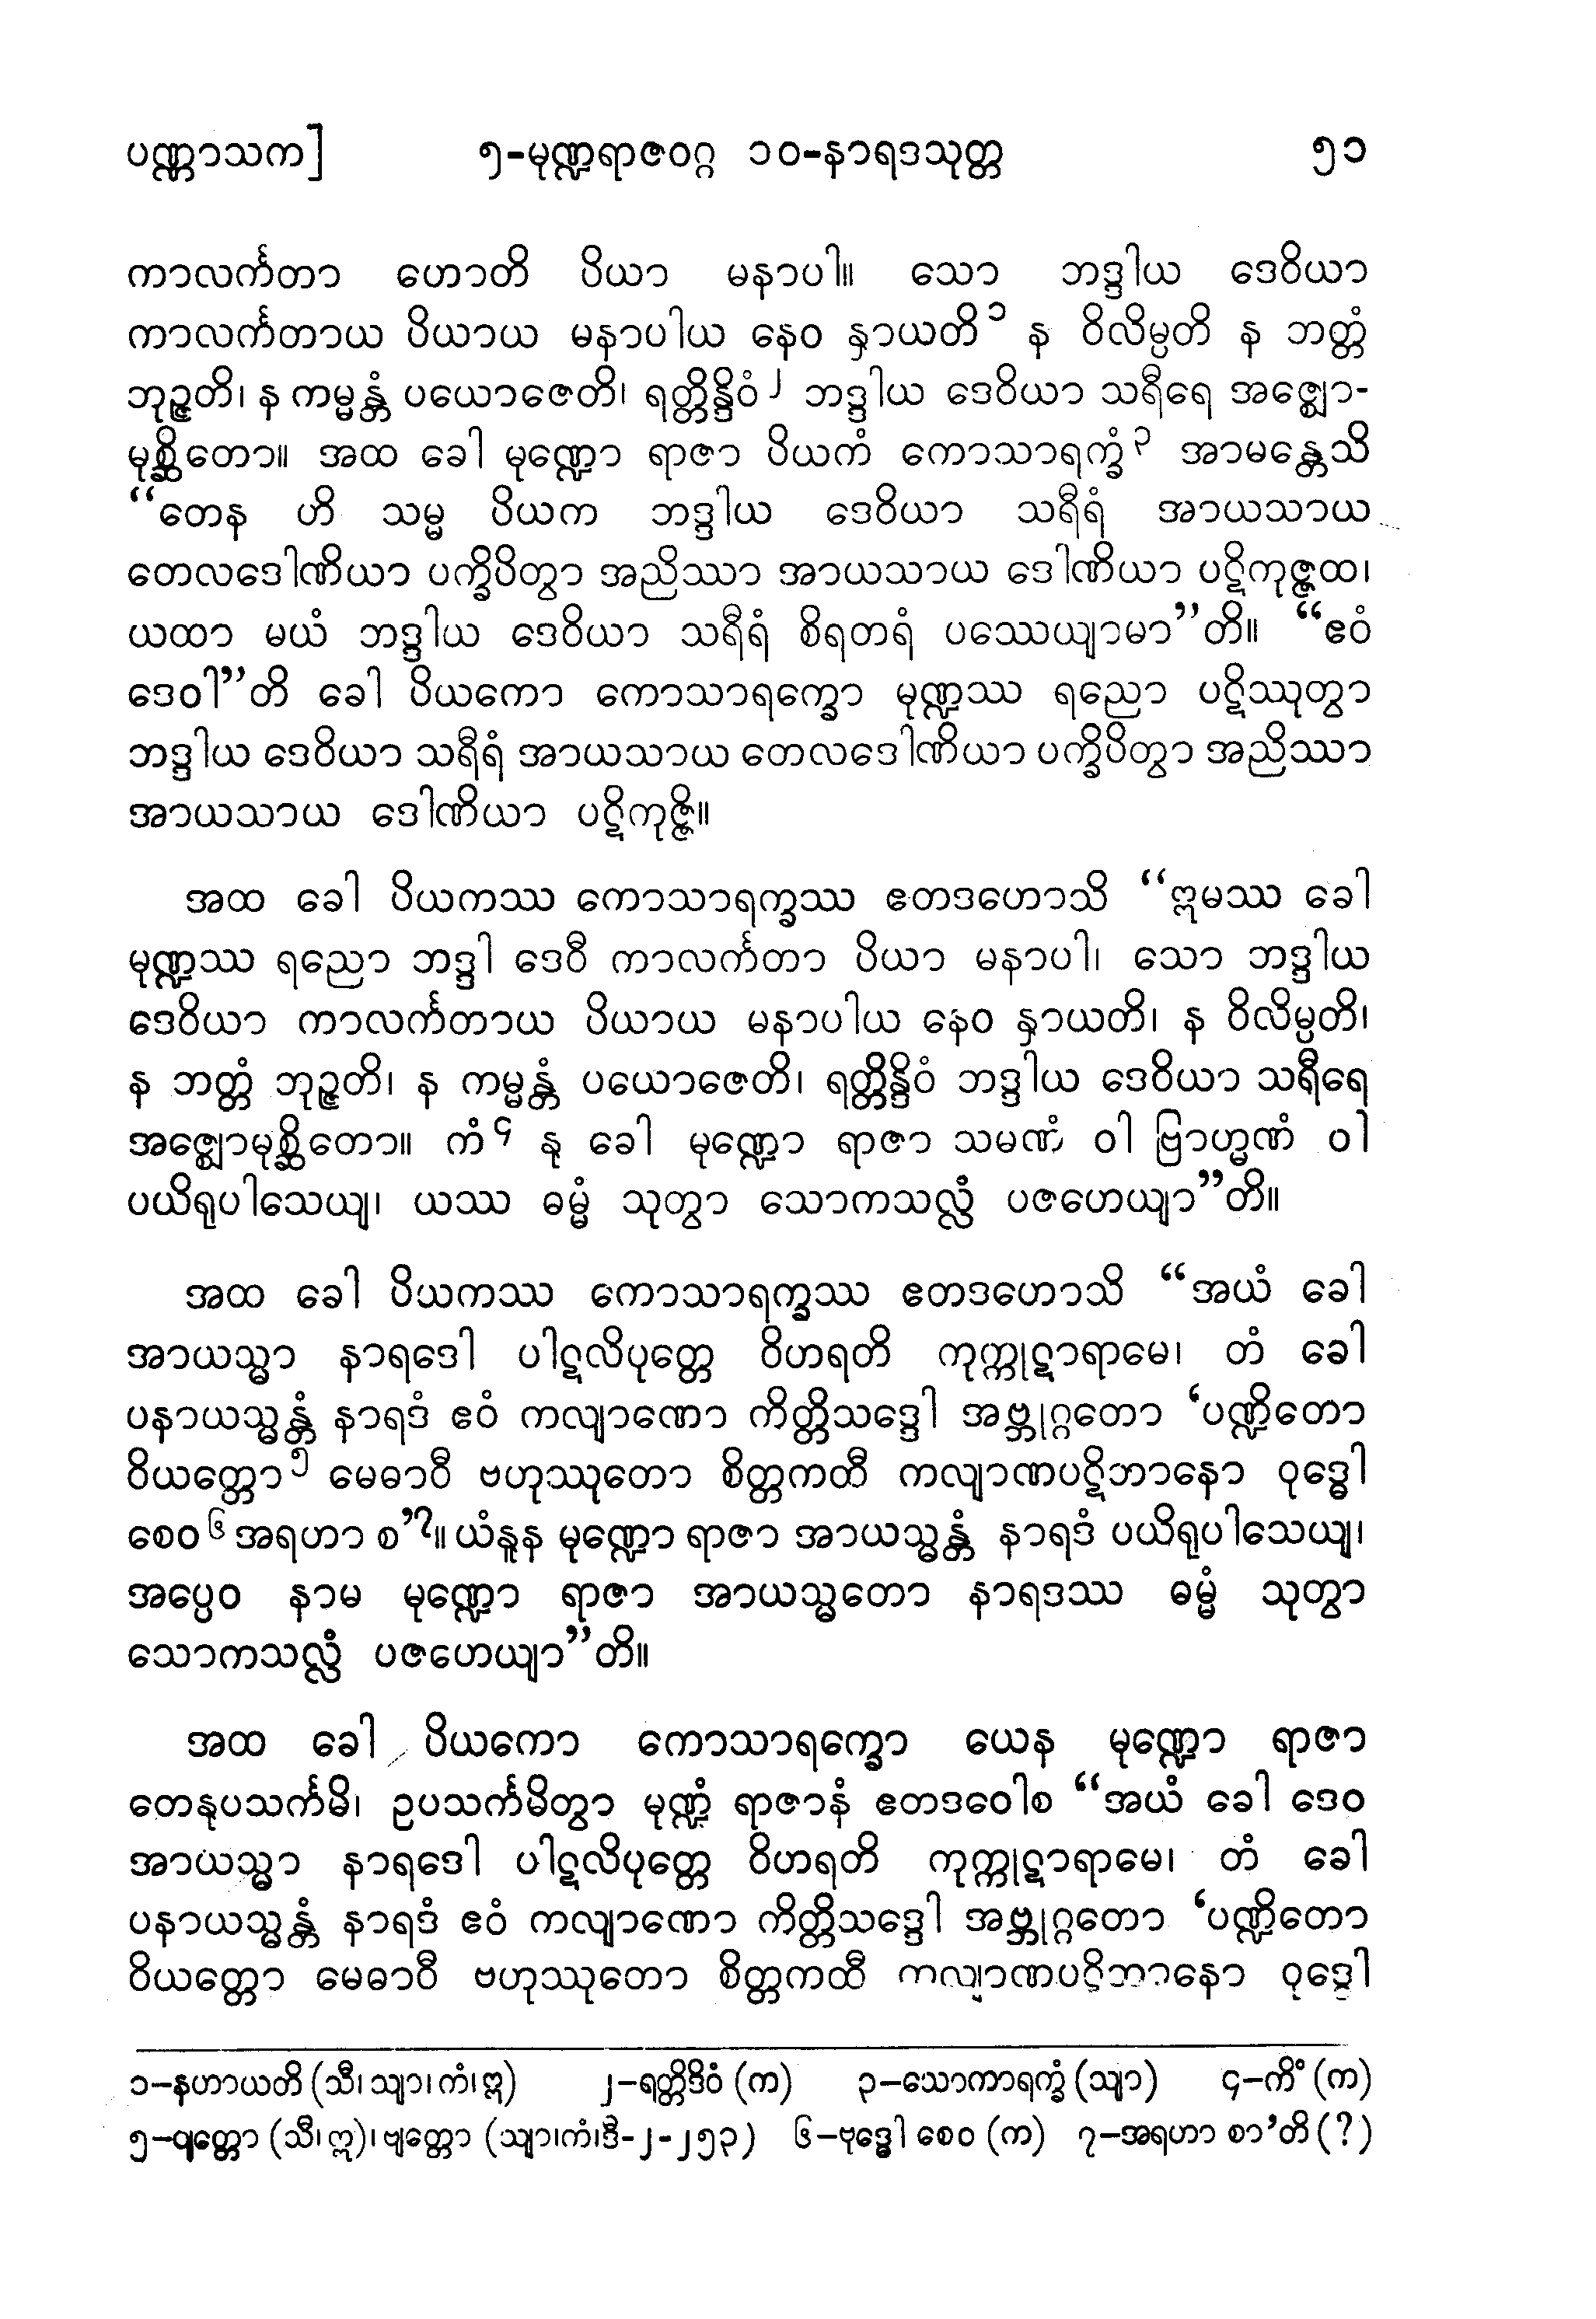 ပဏ္ဏာသက] ၅-မုဏ္ဍရာဇဝဂ္ဂ ၁၀-နာရဒသုတ္တ ၅၁
ကာလင်္ကတာ ဟောတိ ပိယာ မနာပါ။ သော ဘဒ္ဒါယ ဒေဝိယာ
ကာလင်္ကတာယ ပိယာယ မနာပါယ နေဝ နှာယတိ ၁ န ဝိလိမ္ပတိ န ဘတ္တံ
ဘုဉ္ဇတိ၊ န ကမ္မန္တံ ပယောဇေတိ၊ ရတ္တိန္ဒိဝံ ၂ ဘဒ္ဒါယ ဒေဝိယာ သရီရေ အဇ္ဈော-
မုစ္ဆိတော။ အထ ခေါ မုဏ္ဍော ရာဇာ ပိယကံ ကောသာရက္ခံ ၃ အာမန္တေသိ
“တေန ဟိ သမ္မ ပိယက ဘဒ္ဒါယ ဒေဝိယာ သရီရံ အာယသာယ
တေလဒေါဏိယာ ပက္ခိပိတွာ အညိဿာ အာယသာယ ဒေါဏိယာ ပဋိကုဇ္ဇထ၊
ယထာ မယံ ဘဒ္ဒါယ ဒေဝိယာ သရီရံ စိရတရံ ပဿေယျာမာ”တိ။ “ဧဝံ
ဒေဝါ”တိ ခေါ ပိယကော ကောသာရက္ခော မုဏ္ဍဿ ရညော ပဋိဿုတွာ
ဘဒ္ဒါယ ဒေဝိယာ သရီရံ အာယသာယ တေလဒေါဏိယာ ပက္ခိပိတွာ အညိဿာ
အာယသာယ ဒေါဏိယာ ပဋိကုဇ္ဇိ။
အထ ခေါ ပိယကဿ ကောသာရက္ခဿ ဧတဒဟောသိ “ဣမဿ ခေါ
မုဏ္ဍဿ ရညော ဘဒ္ဒါ ဒေဝီ ကာလင်္ကတာ ပိယာ မနာပါ၊ သော ဘဒ္ဒါယ
ဒေဝိယာ ကာလင်္ကတာယ ပိယာယ မနာပါယ နေဝ နှာယတိ၊ န ဝိလိမ္ပတိ၊
န ဘတ္တံ ဘုဉ္ဇတိ၊ န ကမ္မန္တံ ပယောဇေတိ၊ ရတ္တိန္ဒိဝံ ဘဒ္ဒါယ ဒေဝိယာ သရီရေ
အဇ္ဈောမုစ္ဆိတော။ ကံ ၄ နု ခေါ မုဏ္ဍော ရာဇာ သမဏံ ဝါ ဗြာဟ္မဏံ ဝါ
ပယိရုပါသေယျ၊ ယဿ ဓမ္မံ သုတွာ သောကသလ္လံ ပဇဟေယျာ”တိ။
အထ ခေါ ပိယကဿ ကောသာရက္ခဿ ဧတဒဟောသိ “အယံ ခေါ
အာယသ္မာ နာရဒေါ ပါဋလိပုတ္တေ ဝိဟရတိ ကုက္ကုဋာရာမေ၊ တံ ခေါ
ပနာယသ္မန္တံ နာရဒံ ဧဝံ ကလျာဏော ကိတ္တိသဒ္ဒေါ အဗ္ဘုဂ္ဂတော ‘ပဏ္ဍိတော
ဝိယတ္တော ၅ မေဓာဝီ ဗဟုဿုတော စိတ္တကထီ ကလျာဏပဋိဘာနော ဝုဒ္ဓေါ
စေဝ ၆ အရဟာ စ’ ၇။ ယံနူန မုဏ္ဍော ရာဇာ အာယသ္မန္တံ နာရဒံ ပယိရုပါသေယျ၊
အပ္ပေဝ နာမ မုဏ္ဍော ရာဇာ အာယသ္မတော နာရဒဿ ဓမ္မံ သုတွာ
သောကသလ္လံ ပဇဟေယျာ”တိ။
အထ ခေါ ပိယကော ကောသာရက္ခော ယေန မုဏ္ဍော ရာဇာ
တေနုပသင်္ကမိ၊ ဥပသင်္ကမိတွာ မုဏ္ဍံ ရာဇာနံ ဧတဒဝေါစ “အယံ ခေါ ဒေဝ
အာယသ္မာ နာရဒေါ ပါဋလိပုတ္တေ ဝိဟရတိ ကုက္ကုဋာရာမေ၊ တံ ခေါ
ပနာယသ္မန္တံ နာရဒံ ဧဝံ ကလျာဏော ကိတ္တိသဒ္ဒေါ အဗ္ဘုဂ္ဂတော ‘ပဏ္ဍိတော
ဝိယတ္တော မေဓာဝီ ဗဟုဿုတော စိတ္တကထီ ကလျာဏပဋိဘာနော ဝုဒ္ဓေါ
၁–နဟာယတိ (သီ၊ သျာ၊ ကံ၊ ဣ) ၂–ရတ္တိဒိဝံ (က) ၃–သောကာရက္ခံ (သျာ) ၄–ကိံ (က)
၅–ဝျတ္တော (သီ၊ ဣ)၊ ဗျတ္တော (သျာ၊ကံ၊ဒီ-၂-၂၅၃) ၆–ဗုဒ္ဓေါ စေဝ (က) ၇–အရဟာ စာ’တိ (?)